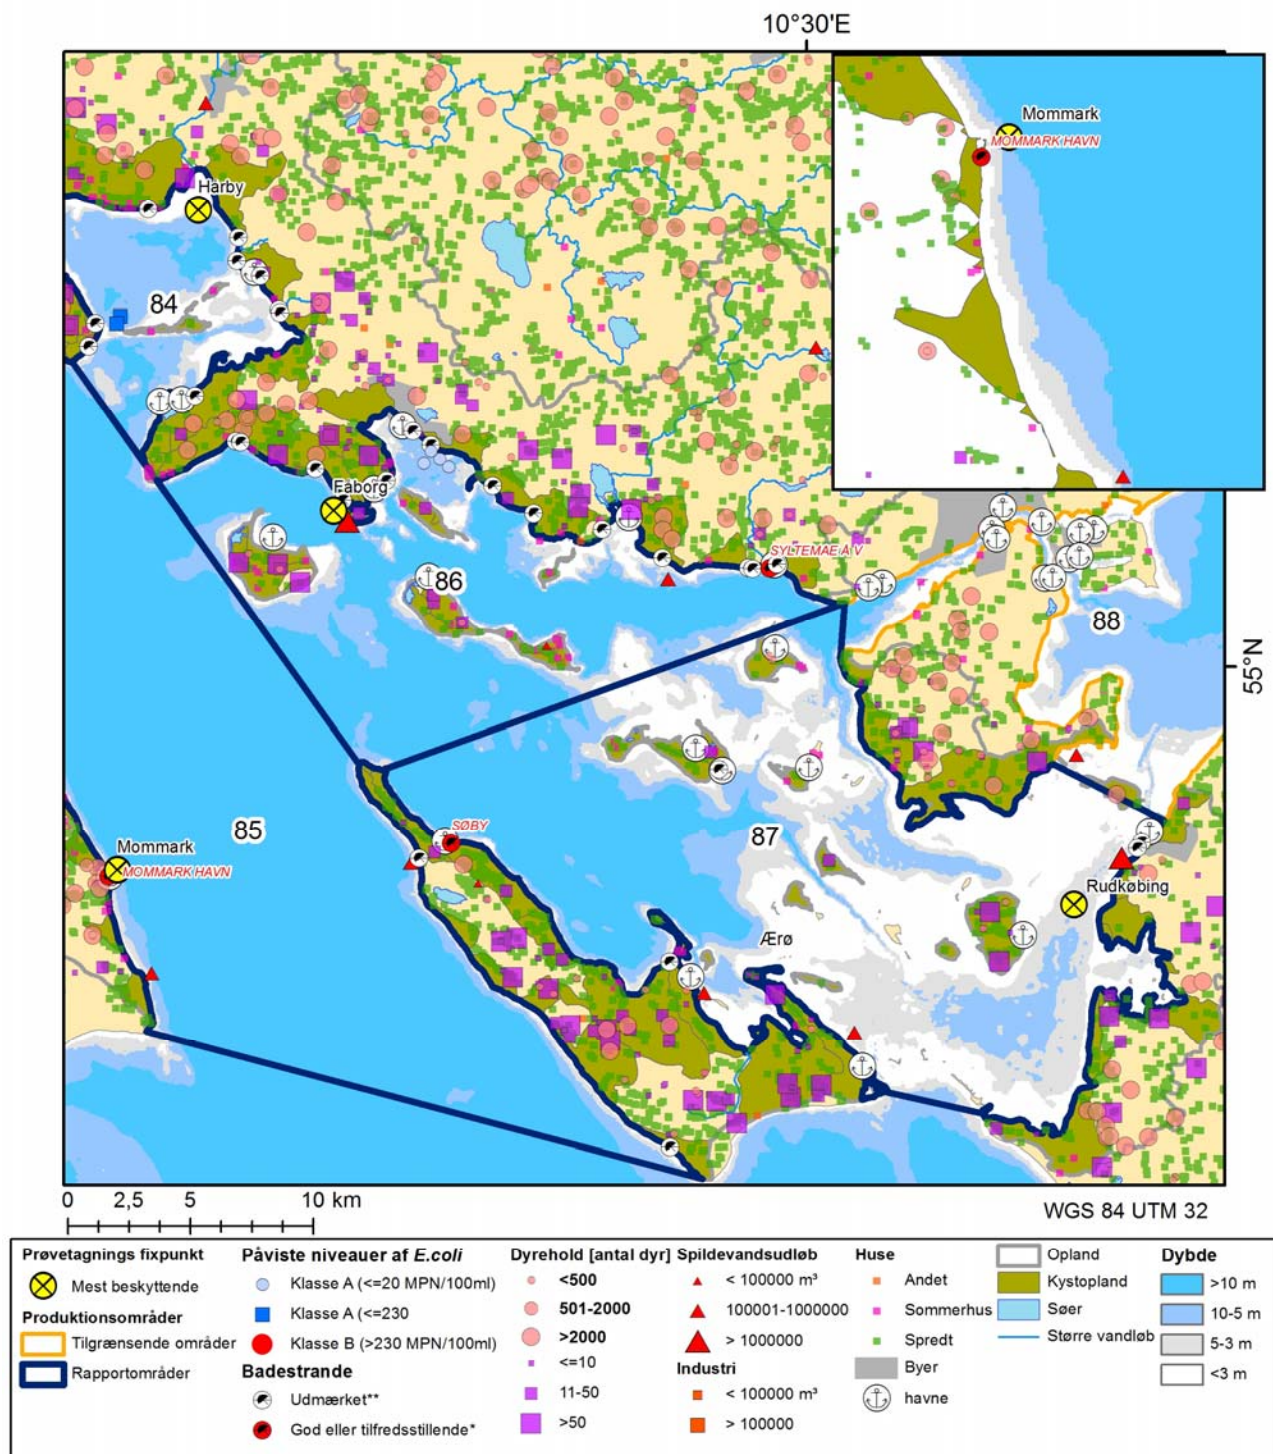 10°30'E
Mommark
MOMMARK HAVN
Harby
84
Faborg
SYLTEMAE A V
86
88
55°N
SØBY
85
87
Mommark
MOMMARK HAVN
Rudkøbing
Ærø
0 2,5 5 10 km
WGS 84 UTM 32
Prøvetagnings fixpunkt
Mest beskyttende
Produktionsområder
Tilgrænsende områder
Rapportområder
Påviste niveauer af E.coli
Klasse A (<=20 MPN/100ml)
Klasse A (<=230
Klasse B (>230 MPN/100ml)
Badestrande
Udmærket**
God eller tilfredsstillende*
Dyrehold [antal dyr]
<500
501-2000
>2000
<=10
11-50
>50
Spildevandsudløb
< 100000 m³
100001-1000000
> 1000000
Industri
< 100000 m³
> 100000
Huse
Andet
Sommerhus
Spredt
Byer
havne
Opland
Kystopland
Søer
Større vandløb
Dybde
>10 m
10-5 m
5-3 m
<3 m